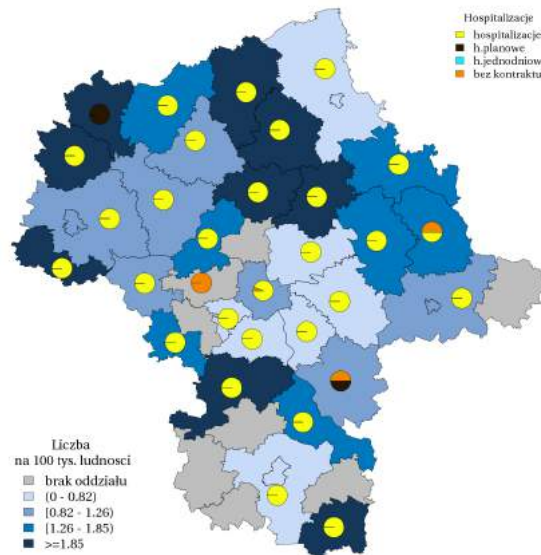 Hospitalizacje
hospitalizacje
h.planowe
h.jednodniow
bez kontraktu
Liczba
na 100 tys. ludnosci
brak oddziału
(0 - 0.82)
[0.82 - 1.26)
[1.26 - 1.85)
>=1.85